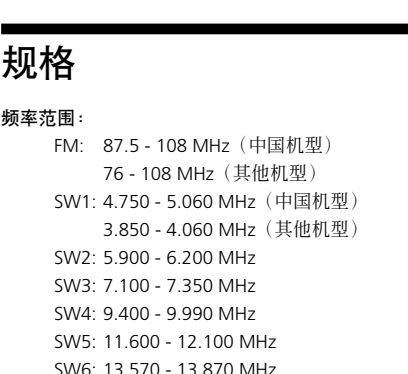 规格
频率范围：
FM: 87.5 - 108 MHz（中国机型）
76 - 108 MHz（其他机型）
SW1: 4.750 - 5.060 MHz（中国机型）
3.850 - 4.060 MHz（其他机型）
SW2: 5.900 - 6.200 MHz
SW3: 7.100 - 7.350 MHz
SW4: 9.400 - 9.990 MHz
SW5: 11.600 - 12.100 MHz
SW6: 13.570 - 13.870 MHz